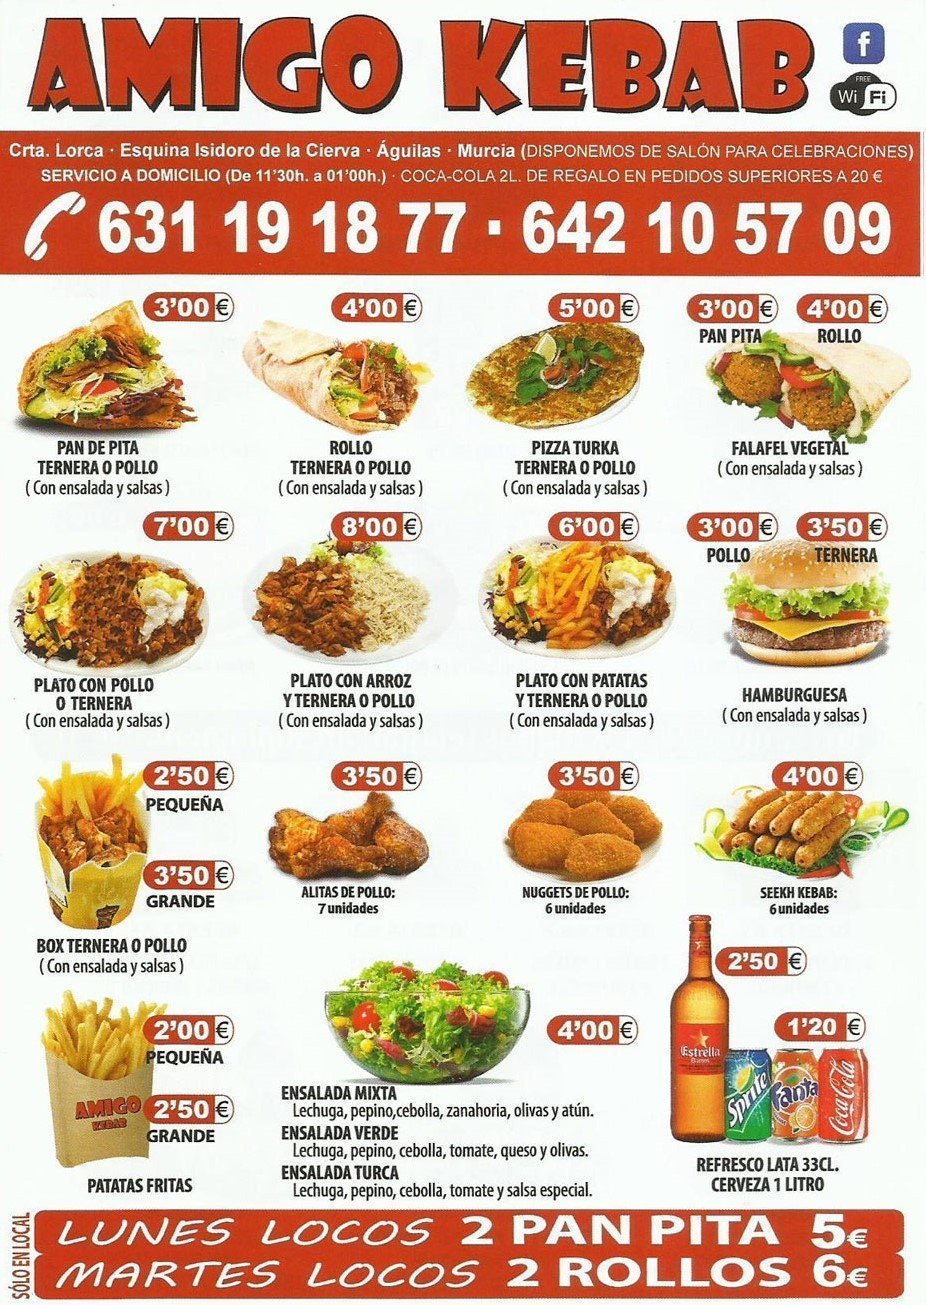 AMIGO KEBAB
f
FREE
Wi Fi
Crta. Lorca · Esquina Isidoro de la Cierva · Águilas · Murcia (DISPONEMOS DE SALÓN PARA CELEBRACIONES)
SERVICIO A DOMICILIO (De 11'30h. a 01'00h.) · COCA-COLA 2L. DE REGALO EN PEDIDOS SUPERIORES A 20 €
631 19 18 77 · 642 10 57 09
3'00 €
PAN DE PITA
TERNERA O POLLO
( Con ensalada y salsas )
4'00 €
ROLLO
TERNERA O POLLO
( Con ensalada y salsas )
5'00 €
PIZZA TURKA
TERNERA O POLLO
( Con ensalada y salsas )
3'00 € 4'00 €
PAN PITA ROLLO
FALAFEL VEGETAL
( Con ensalada y salsas )
7'00 €
PLATO CON POLLO
O TERNERA
( Con ensalada y salsas )
8'00 €
PLATO CON ARROZ
Y TERNERA O POLLO
( Con ensalada y salsas )
6'00 €
PLATO CON PATATAS
Y TERNERA O POLLO
( Con ensalada y salsas )
3'00 € 3'50 €
POLLO TERNERA
HAMBURGUESA
( Con ensalada y salsas )
2'50 €
PEQUEÑA
3'50 €
GRANDE
BOX TERNERA O POLLO
( Con ensalada y salsas )
3'50 €
ALITAS DE POLLO:
7 unidades
3'50 €
NUGGETS DE POLLO:
6 unidades
4'00 €
SEEKH KEBAB:
6 unidades
2'00 €
PEQUEÑA
2'50 €
GRANDE
AMIGO
KEBAB
PATATAS FRITAS
4'00 €
ENSALADA MIXTA
Lechuga, pepino,cebolla, zanahoria, olivas y atún.
ENSALADA VERDE
Lechuga, pepino, cebolla, tomate, queso y olivas.
ENSALADA TURCA
Lechuga, pepino, cebolla, tomate y salsa especial.
2'50 €
1'20 €
Estrella
Sprite
Fanta
Coca-Cola
REFRESCO LATA 33CL.
CERVEZA 1 LITRO
SÓLO EN LOCAL
LUNES LOCOS 2 PAN PITA 5€
MARTES LOCOS 2 ROLLOS 6€